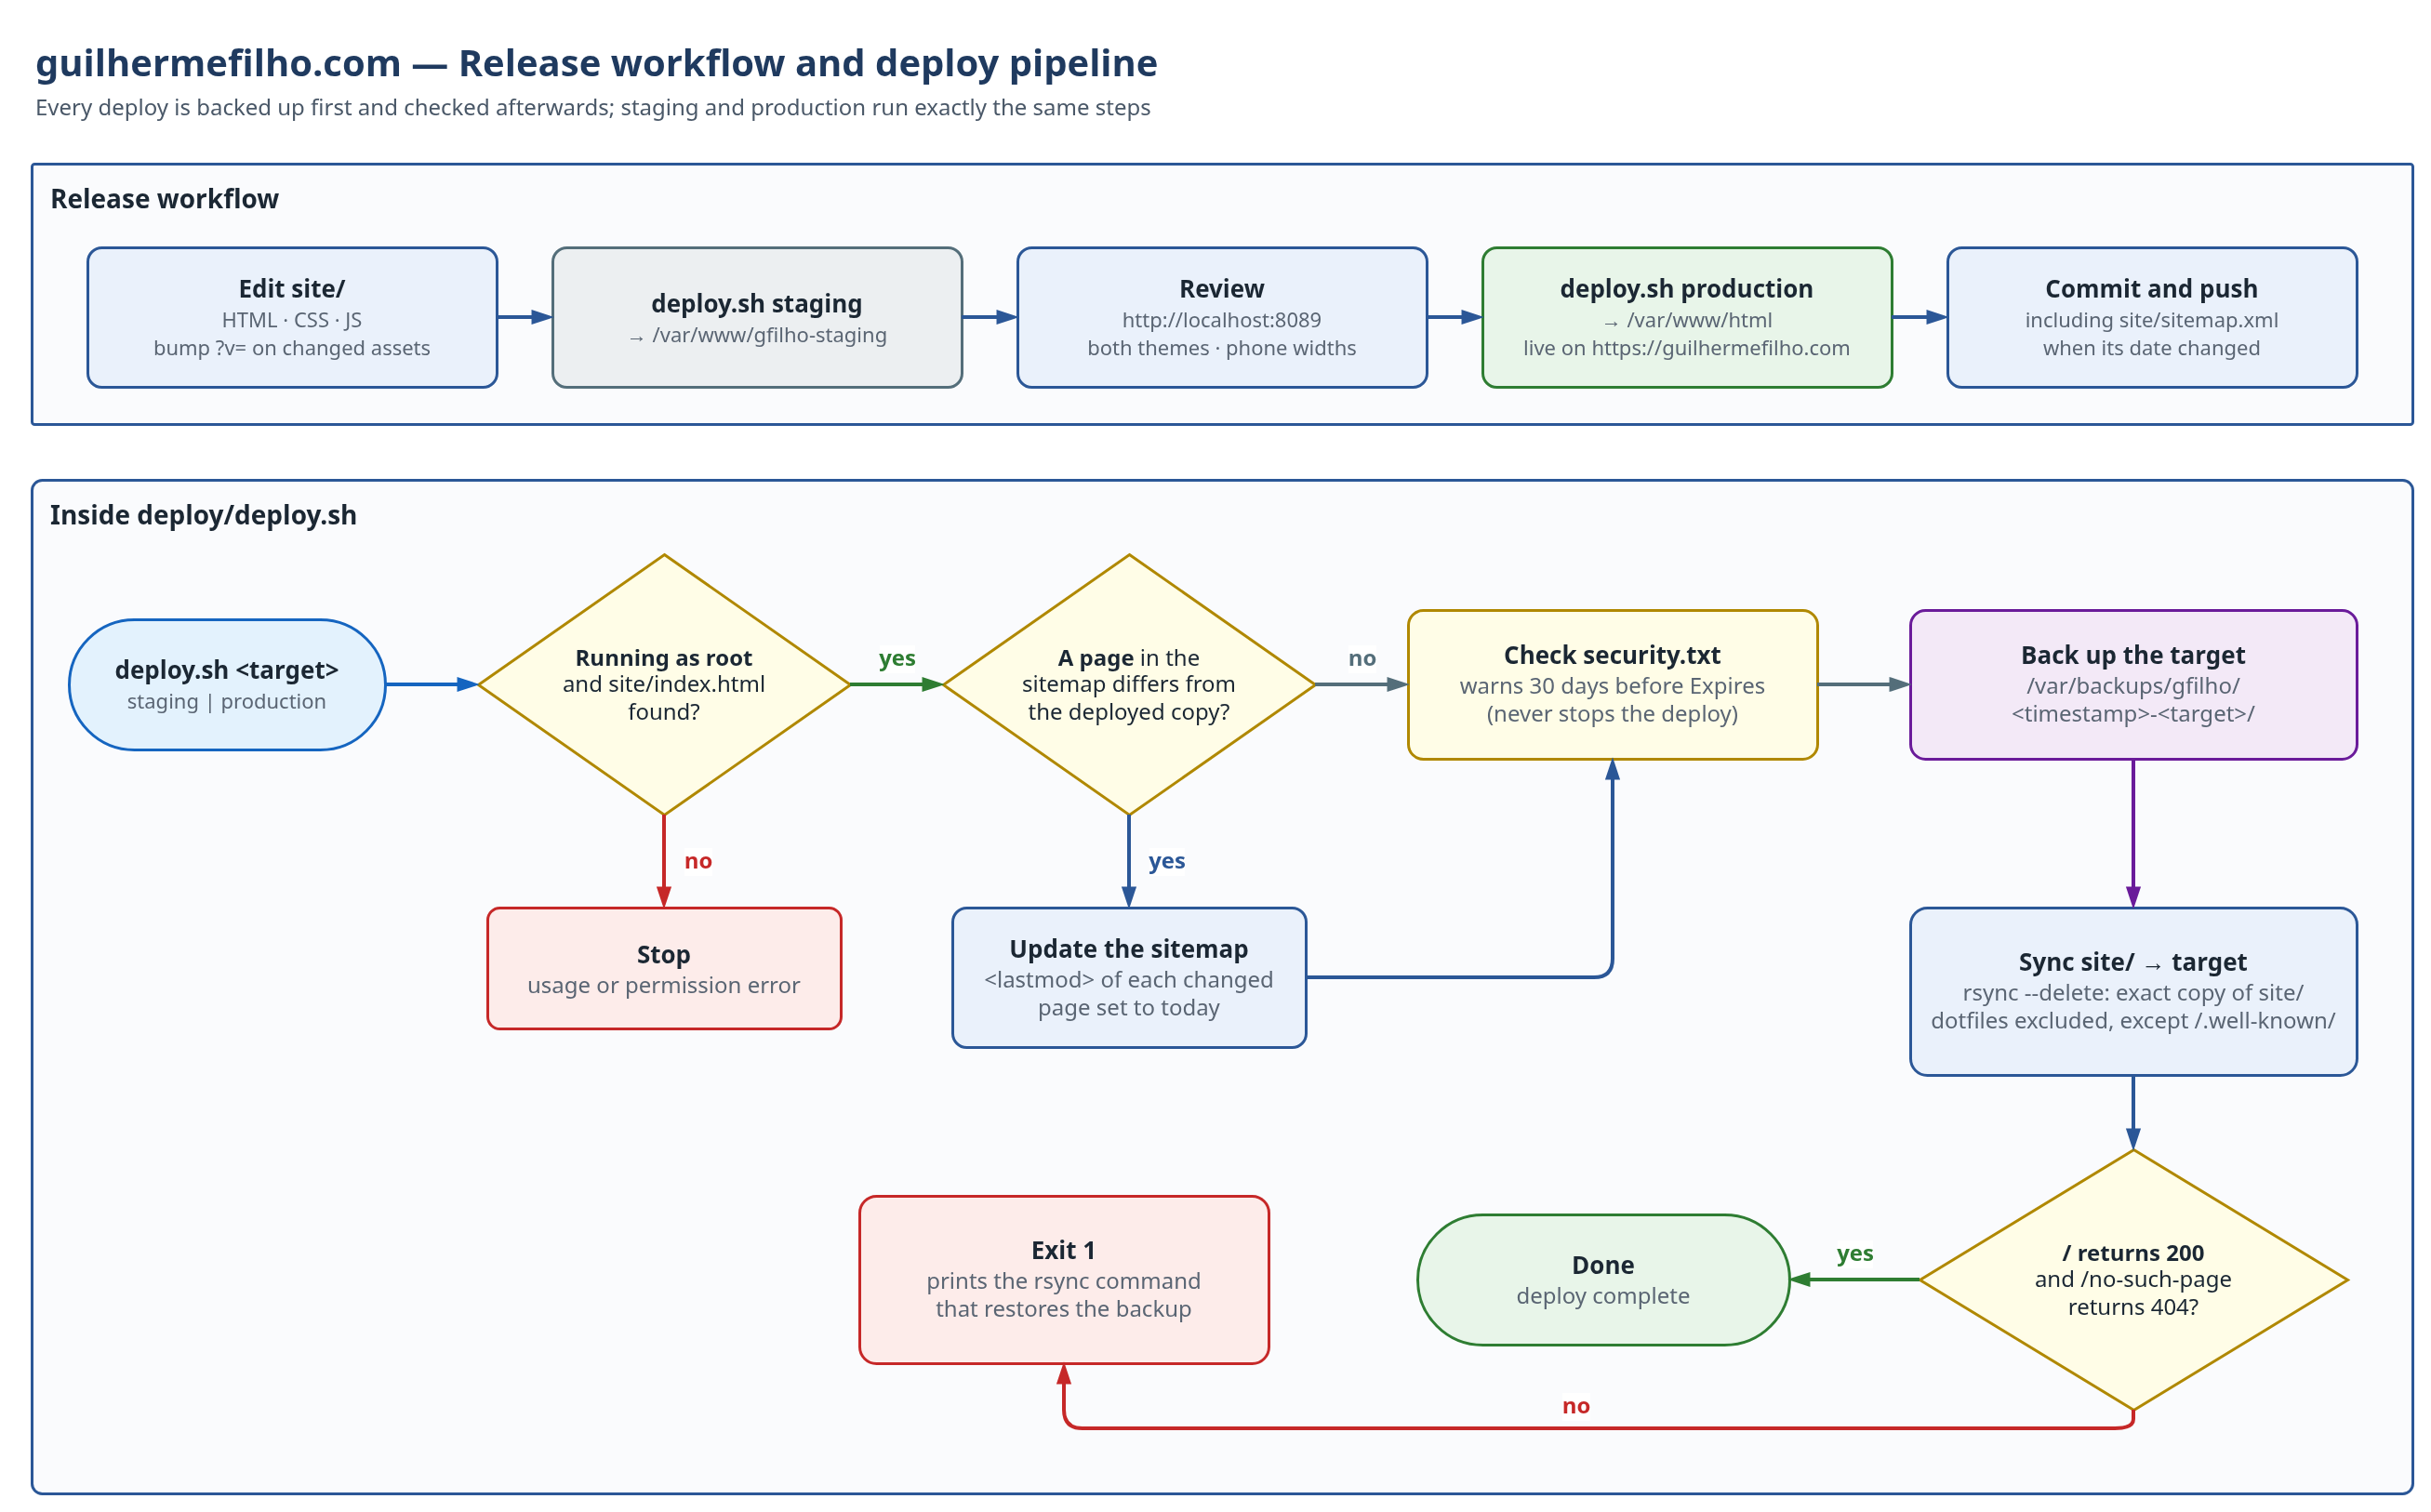 guilhermefilho.com — Release workflow and deploy pipeline
Every deploy is backed up first and checked afterwards; staging and production run exactly the same steps
Release workflow
Edit site/
HTML · CSS · JS
bump ?v= on changed assets
deploy.sh staging
→ /var/www/gfilho-staging
Review
http://localhost:8089
both themes · phone widths
deploy.sh production
→ /var/www/html
live on https://guilhermefilho.com
Commit and push
including site/sitemap.xml
when its date changed
Inside deploy/deploy.sh
deploy.sh <target>
staging | production
Running as root
and site/index.html
found?
yes
A page in the
sitemap differs from
the deployed copy?
no
Check security.txt
warns 30 days before Expires
(never stops the deploy)
Back up the target
/var/backups/gfilho/
<timestamp>-<target>/
no
yes
Stop
usage or permission error
Update the sitemap
<lastmod> of each changed
page set to today
Sync site/ → target
rsync --delete: exact copy of site/
dotfiles excluded, except /.well-known/
Exit 1
prints the rsync command
that restores the backup
Done
deploy complete
yes
/ returns 200
and /no-such-page
returns 404?
no